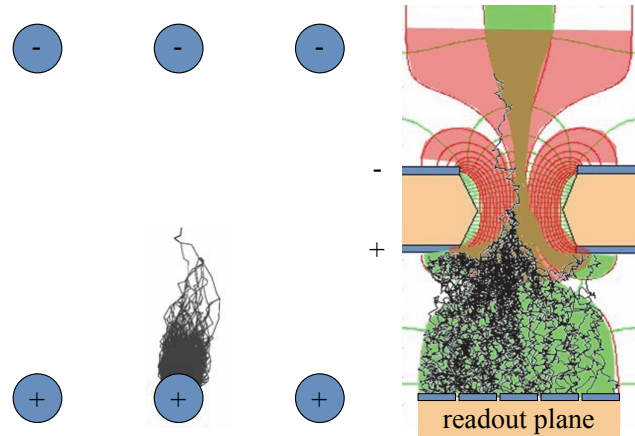 - - -
-
+
+ + +
readout plane